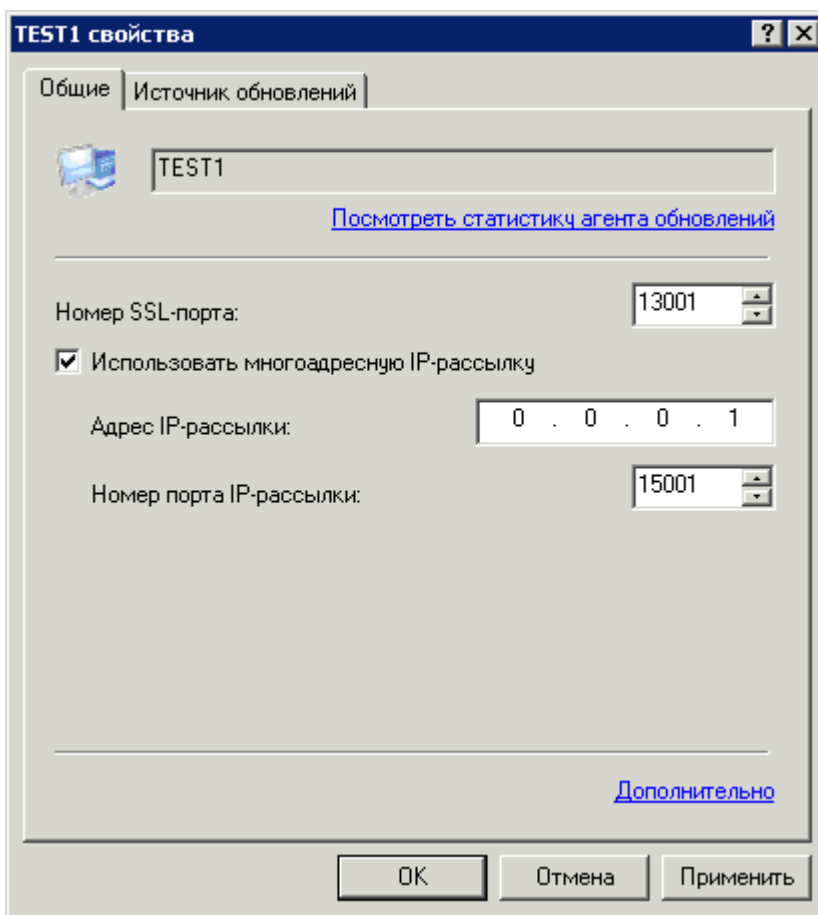 TEST1 свойства
Общие Источник обновлений
TEST1
Посмотреть статистику агента обновлений
Номер SSL-порта: 13001
Использовать многоадресную IP-рассылку
Адрес IP-рассылки: 0 . 0 . 0 . 1
Номер порта IP-рассылки: 15001
Дополнительно
OK Отмена Применить